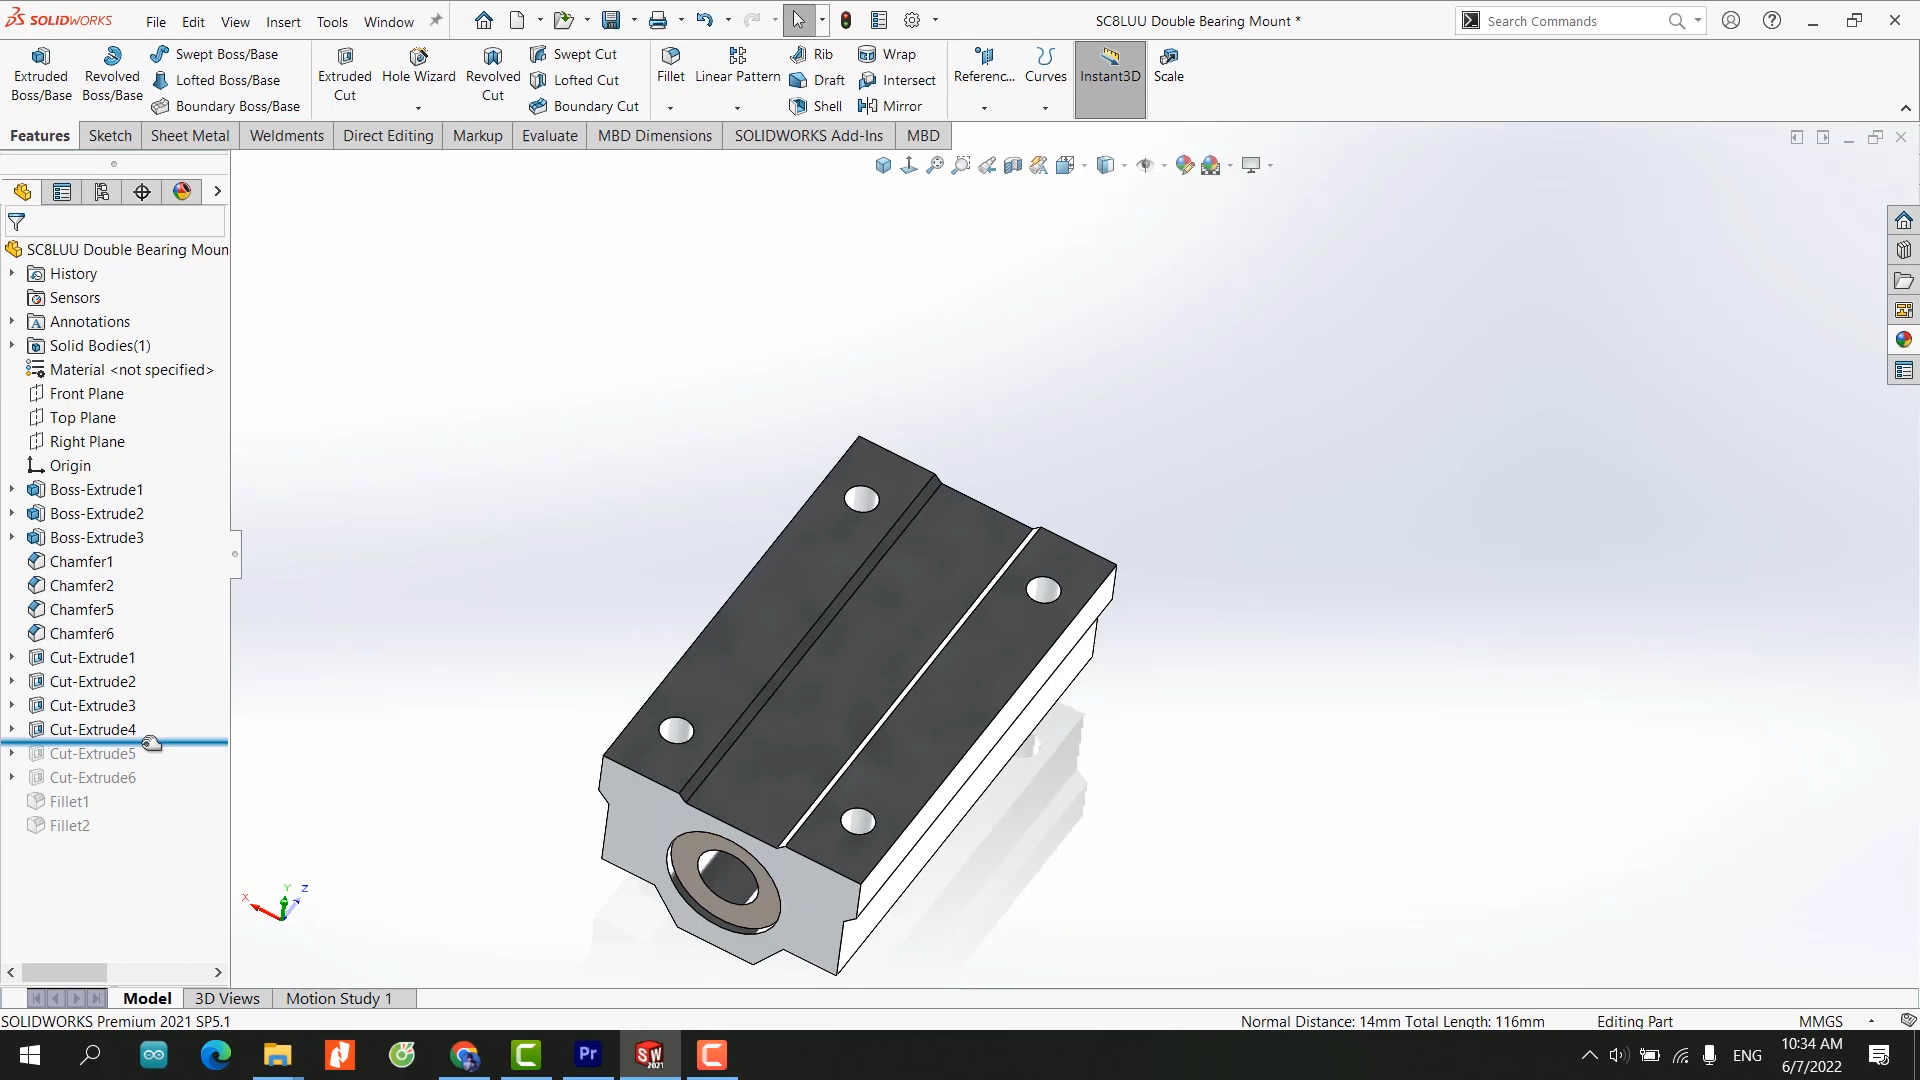 SOLIDWORKS File Edit View Insert Tools Window SC8LUU Double Bearing Mount * Search Commands
Extruded Boss/Base
Revolved Boss/Base
Swept Boss/Base
Lofted Boss/Base
Boundary Boss/Base
Extruded Cut
Hole Wizard
Revolved Cut
Swept Cut
Lofted Cut
Boundary Cut
Fillet
Linear Pattern
Rib
Draft
Shell
Wrap
Intersect
Mirror
Referenc...
Curves
Instant3D
Scale
Features Sketch Sheet Metal Weldments Direct Editing Markup Evaluate MBD Dimensions SOLIDWORKS Add-Ins MBD
SC8LUU Double Bearing Moun
History
Sensors
Annotations
Solid Bodies(1)
Material <not specified>
Front Plane
Top Plane
Right Plane
Origin
Boss-Extrude1
Boss-Extrude2
Boss-Extrude3
Chamfer1
Chamfer2
Chamfer5
Chamfer6
Cut-Extrude1
Cut-Extrude2
Cut-Extrude3
Cut-Extrude4
Cut-Extrude5
Cut-Extrude6
Fillet1
Fillet2
X Y Z
Model 3D Views Motion Study 1
SOLIDWORKS Premium 2021 SP5.1 Normal Distance: 14mm Total Length: 116mm Editing Part MMGS
Pr SW 2021 ENG 10:34 AM
6/7/2022